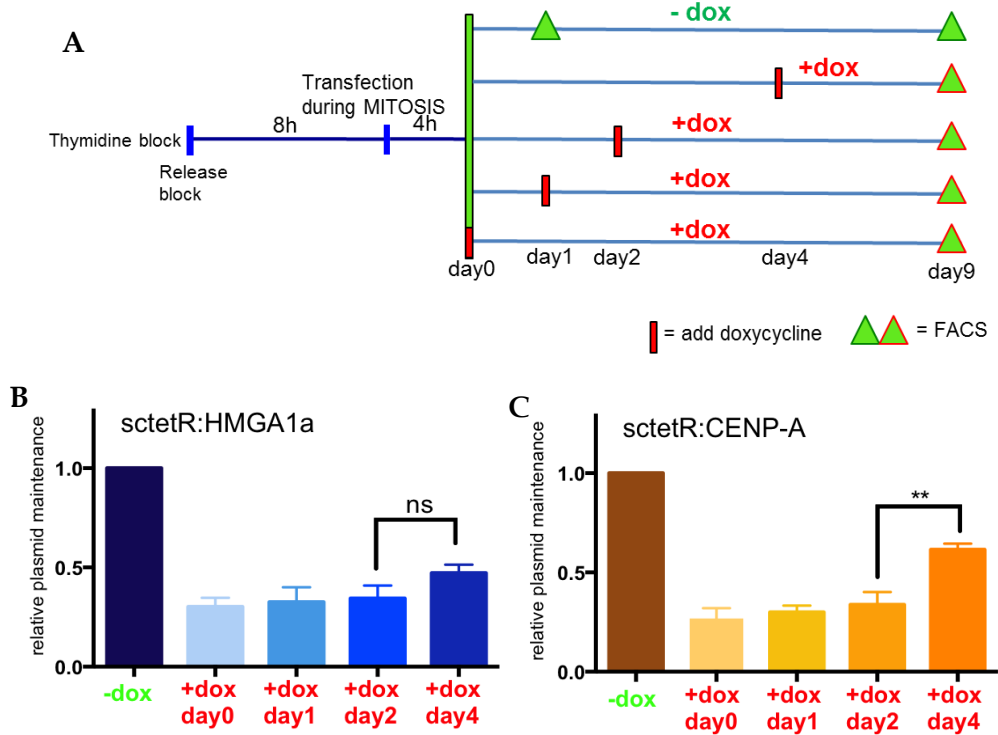 A
- dox
+dox
Transfection
during MITOSIS
8h
4h
+dox
Thymidine block
Release
block
+dox
+dox
day0
day1
day2
day4
day9
= add doxycycline
= FACS
B
sctetR:HMGA1a
relative plasmid maintenance
1.0
0.5
0.0
ns
-dox
+dox
day0
+dox
day1
+dox
day2
+dox
day4
C
sctetR:CENP-A
relative plasmid maintenance
1.0
0.5
0.0
**
-dox
+dox
day0
+dox
day1
+dox
day2
+dox
day4